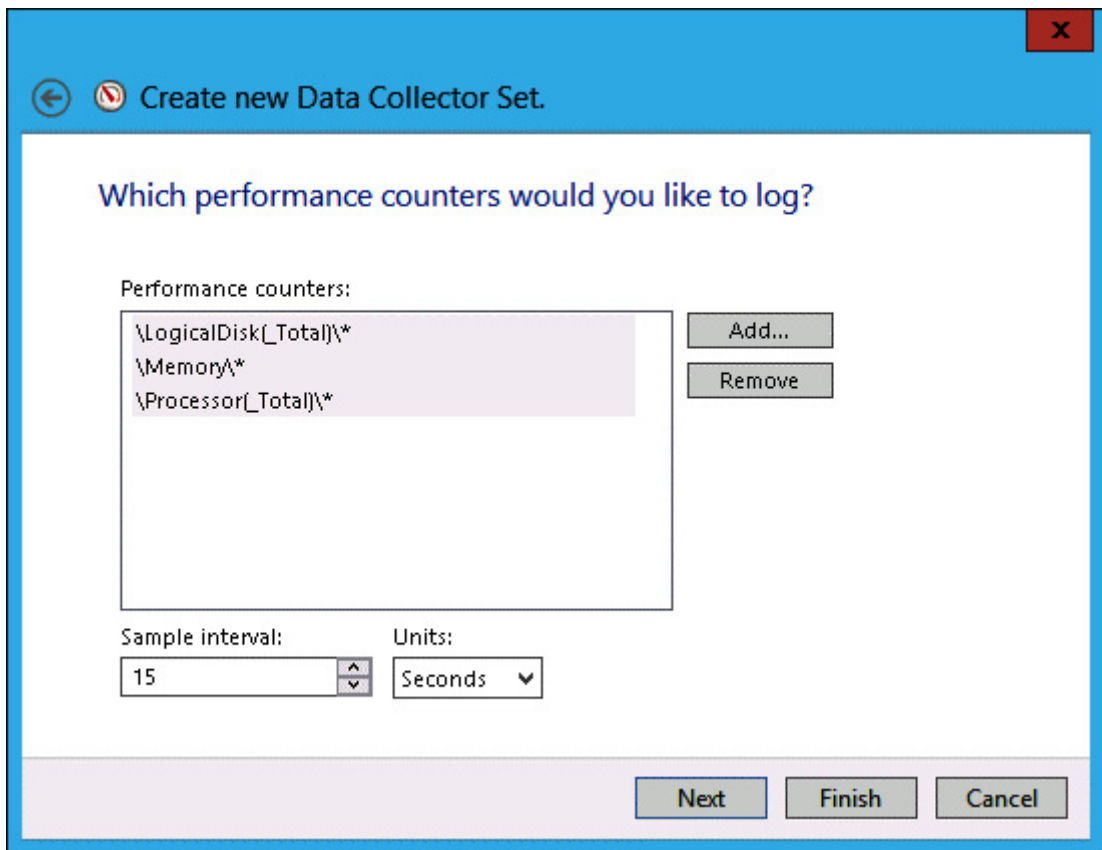 X
Create new Data Collector Set.
Which performance counters would you like to log?
Performance counters:
\LogicalDisk(_Total)\*
\Memory\*
\Processor(_Total)\*
Add...
Remove
Sample interval:
Units:
15
Seconds
Next
Finish
Cancel